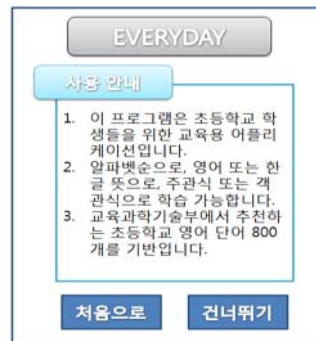 EVERYDAY
사용 안내
1. 이 프로그램은 초등학교 학
생들을 위한 교육용 어플리
케이션입니다.
2. 알파벳순으로, 영어 또는 한
글 뜻으로, 주관식 또는 객
관식으로 학습 가능합니다.
3. 교육과학기술부에서 추천하
는 초등학교 영어 단어 800
개를 기반입니다.
처음으로
건너뛰기